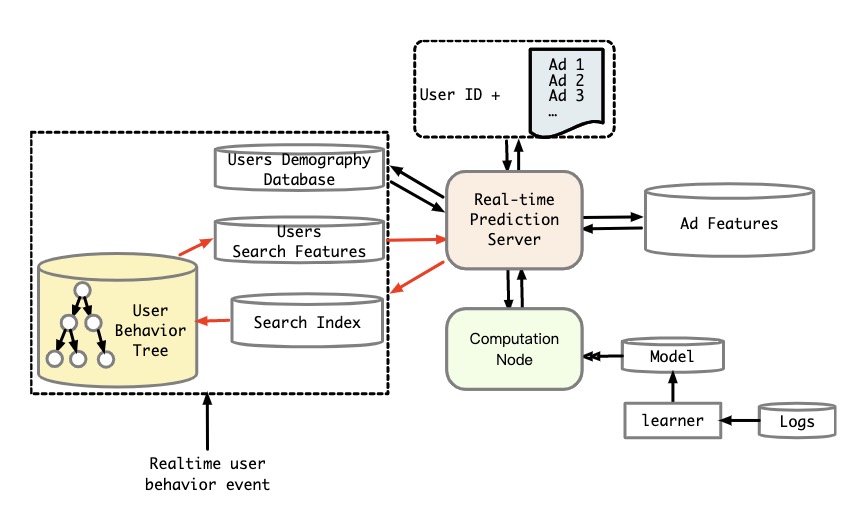 User ID +
Ad 1
Ad 2
Ad 3
…
Users Demography
Database
Real-time
Prediction
Server
Ad Features
Users
Search Features
User
Behavior
Tree
Search Index
Computation
Node
Model
learner
Logs
Realtime user
behavior event